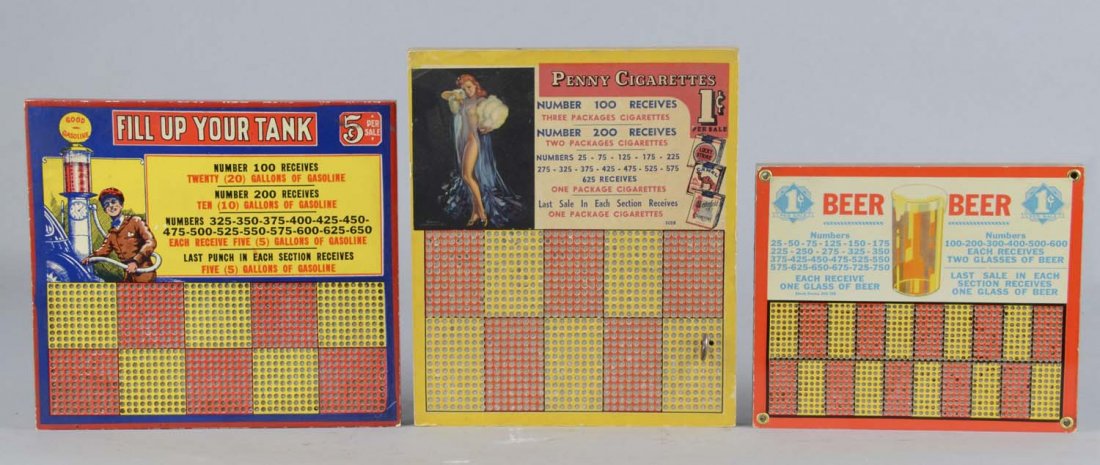 GOOD
GASOLINE
FILL UP YOUR TANK
5¢ PER SALE
NUMBER 100 RECEIVES
TWENTY (20) GALLONS OF GASOLINE
NUMBER 200 RECEIVES
TEN (10) GALLONS OF GASOLINE
NUMBERS 325-350-375-400-425-450-
475-500-525-550-575-600-625-650
EACH RECEIVE FIVE (5) GALLONS OF GASOLINE
LAST PUNCH IN EACH SECTION RECEIVES
FIVE (5) GALLONS OF GASOLINE
PENNY CIGARETTES
1¢
PER SALE
NUMBER 100 RECEIVES
THREE PACKAGES CIGARETTES
NUMBER 200 RECEIVES
TWO PACKAGES CIGARETTES
NUMBERS 25 - 75 - 125 - 175 - 225
275 - 325 - 375 - 425 - 475 - 525 - 575
625 RECEIVES
ONE PACKAGE CIGARETTES
Last Sale in Each Section Receives
ONE PACKAGE CIGARETTES
LUCKY
STRIKE
CAMEL
1¢
BEER
BEER
1¢
Numbers
25-50-75-125-150-175
225-250-275-325-350
375-425-450-475-525-550
575-625-650-675-725-750
EACH RECEIVE
ONE GLASS OF BEER
Numbers
100-200-300-400-500-600
EACH RECEIVES
TWO GLASSES OF BEER
LAST SALE IN EACH
SECTION RECEIVES
ONE GLASS OF BEER